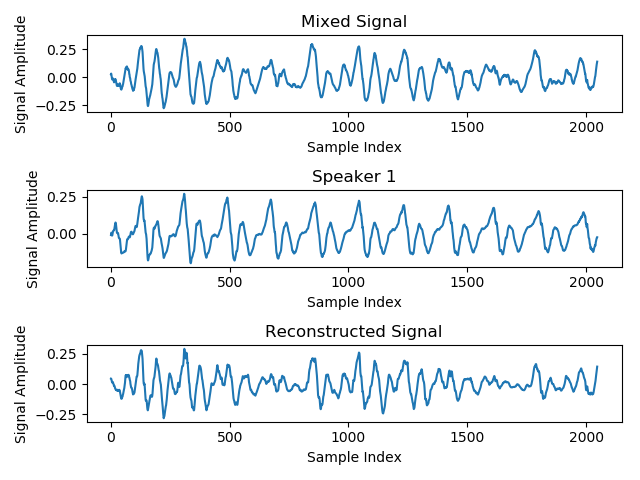 Mixed Signal
Signal Amplitude
0.25
0.00
−0.25
0 500 1000 1500 2000
Sample Index
Speaker 1
Signal Amplitude
0.25
0.00
0 500 1000 1500 2000
Sample Index
Reconstructed Signal
Signal Amplitude
0.25
0.00
−0.25
0 500 1000 1500 2000
Sample Index